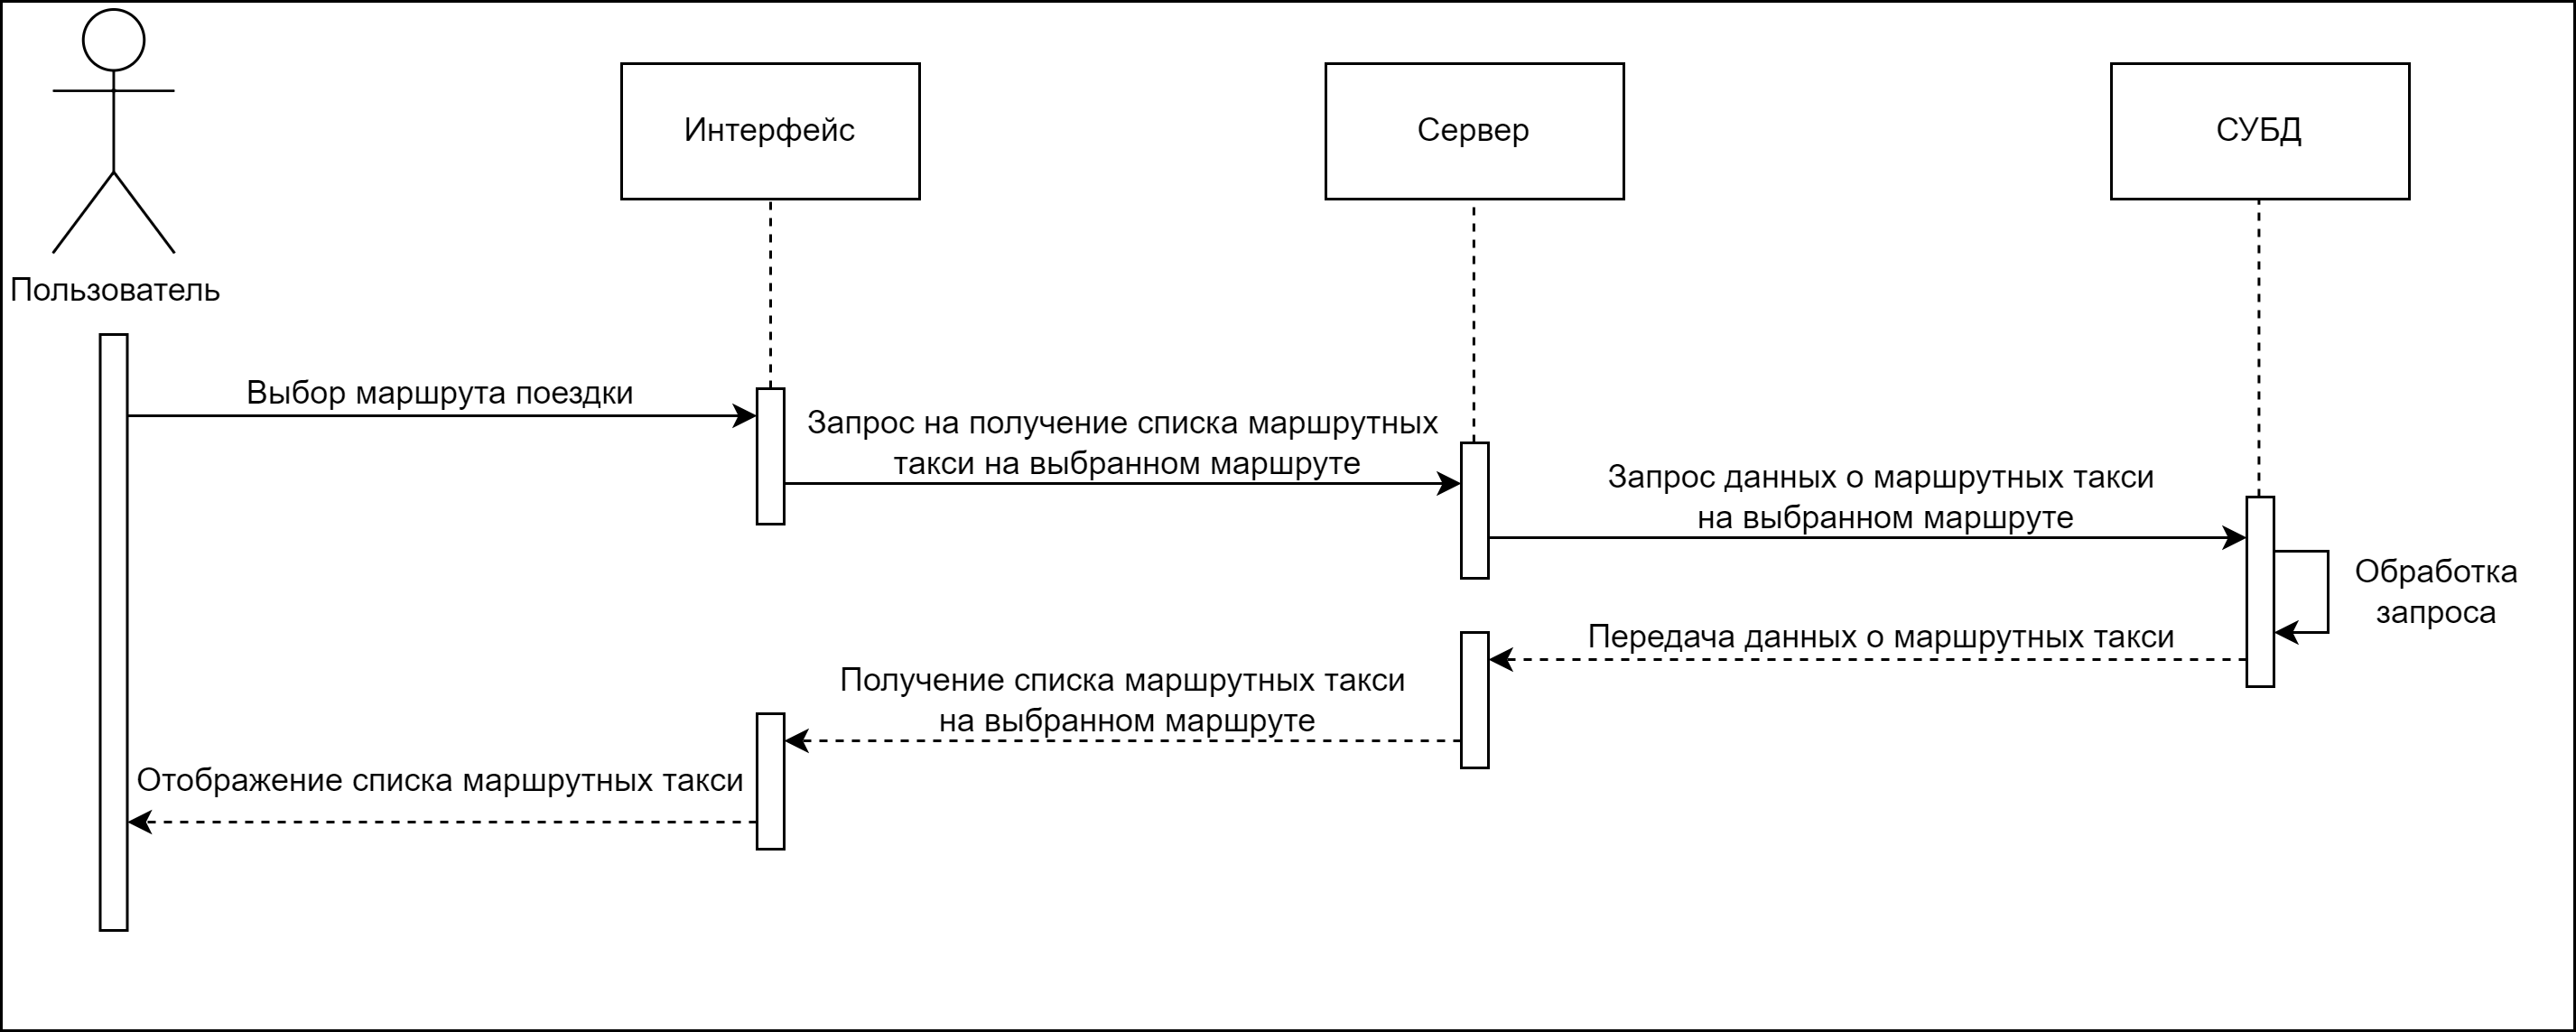 Интерфейс
Сервер
СУБД
Пользователь
Выбор маршрута поездки
Запрос на получение списка маршрутных
такси на выбранном маршруте
Запрос данных о маршрутных такси
на выбранном маршруте
Обработка
запроса
Передача данных о маршрутных такси
Получение списка маршрутных такси
на выбранном маршруте
Отображение списка маршрутных такси